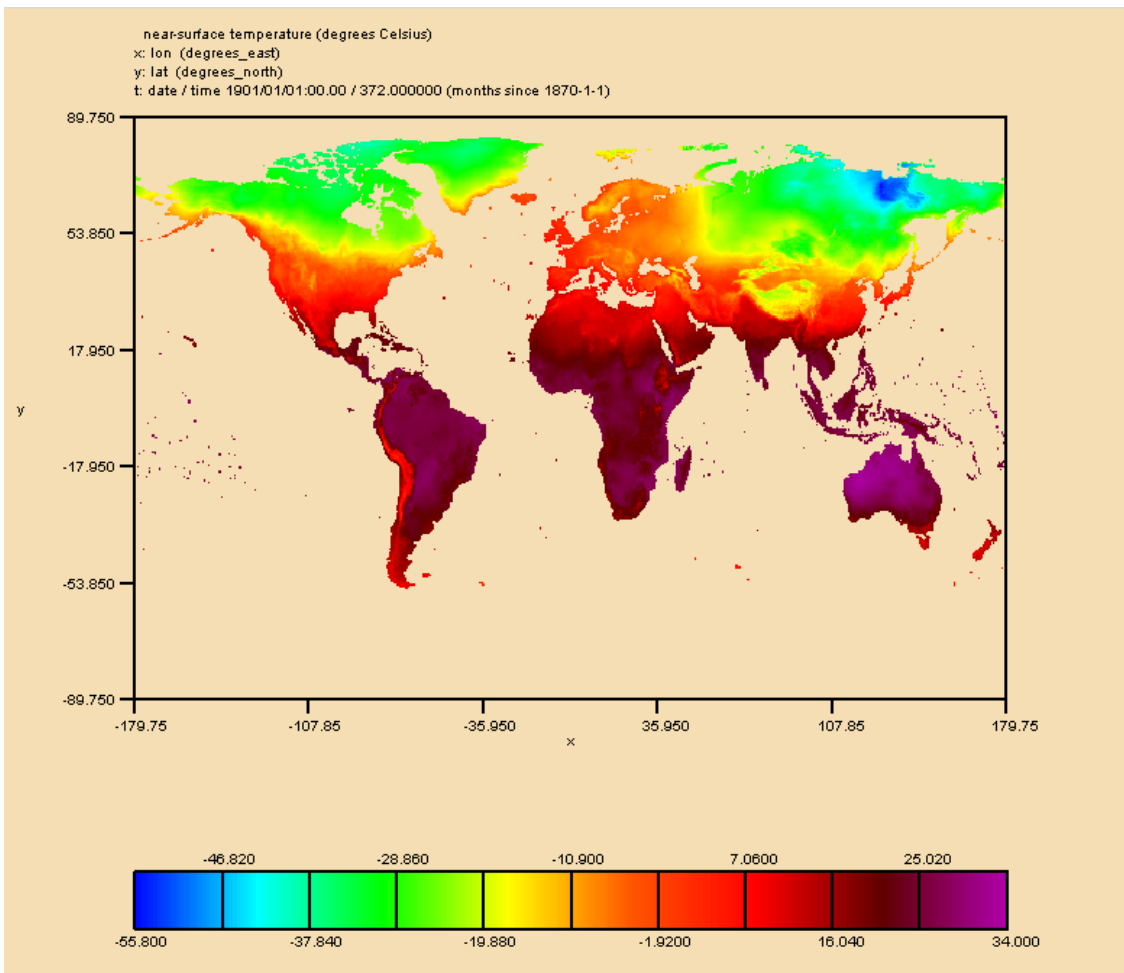 near-surface temperature (degrees Celsius)
x: lon (degrees_east)
y: lat (degrees_north)
t: date / time 1901/01/01:00.00 / 372.000000 (months since 1870-1-1)
89.750
53.850
17.950
y
-17.950
-53.850
-89.750
-179.75 -107.85 -35.950 35.950 107.85 179.75
x
-46.820 -28.860 -10.900 7.0600 25.020
-55.800 -37.840 -19.880 -1.9200 16.040 34.000